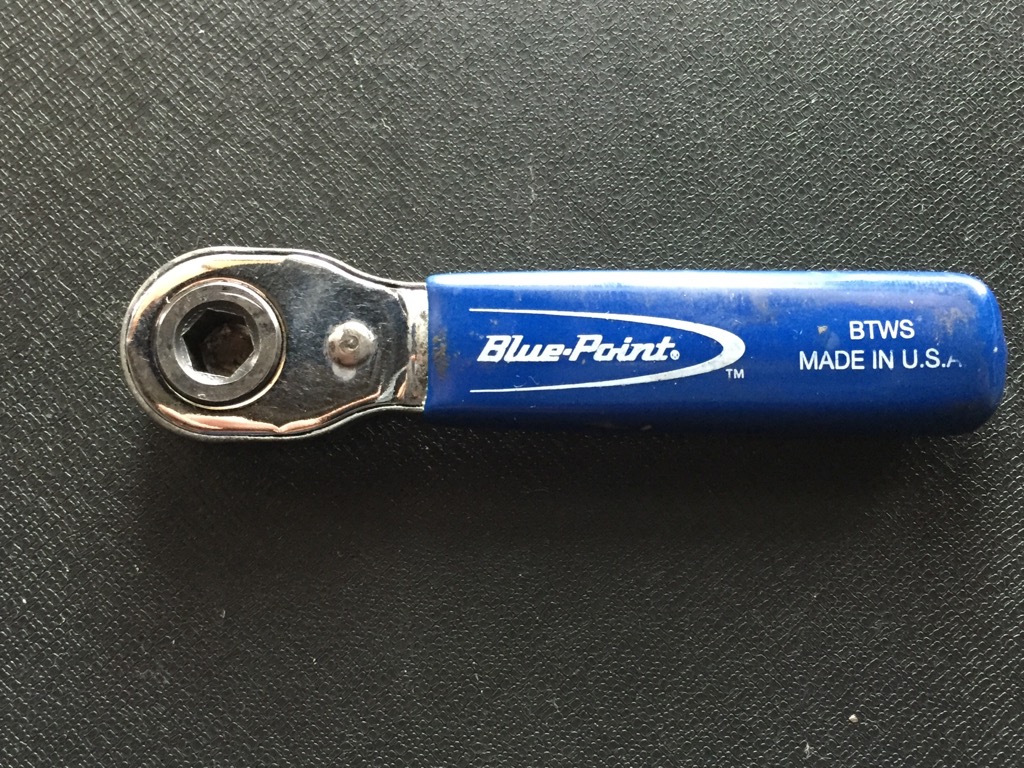 Blue-Point®
TM
BTWS
MADE IN U.S.A